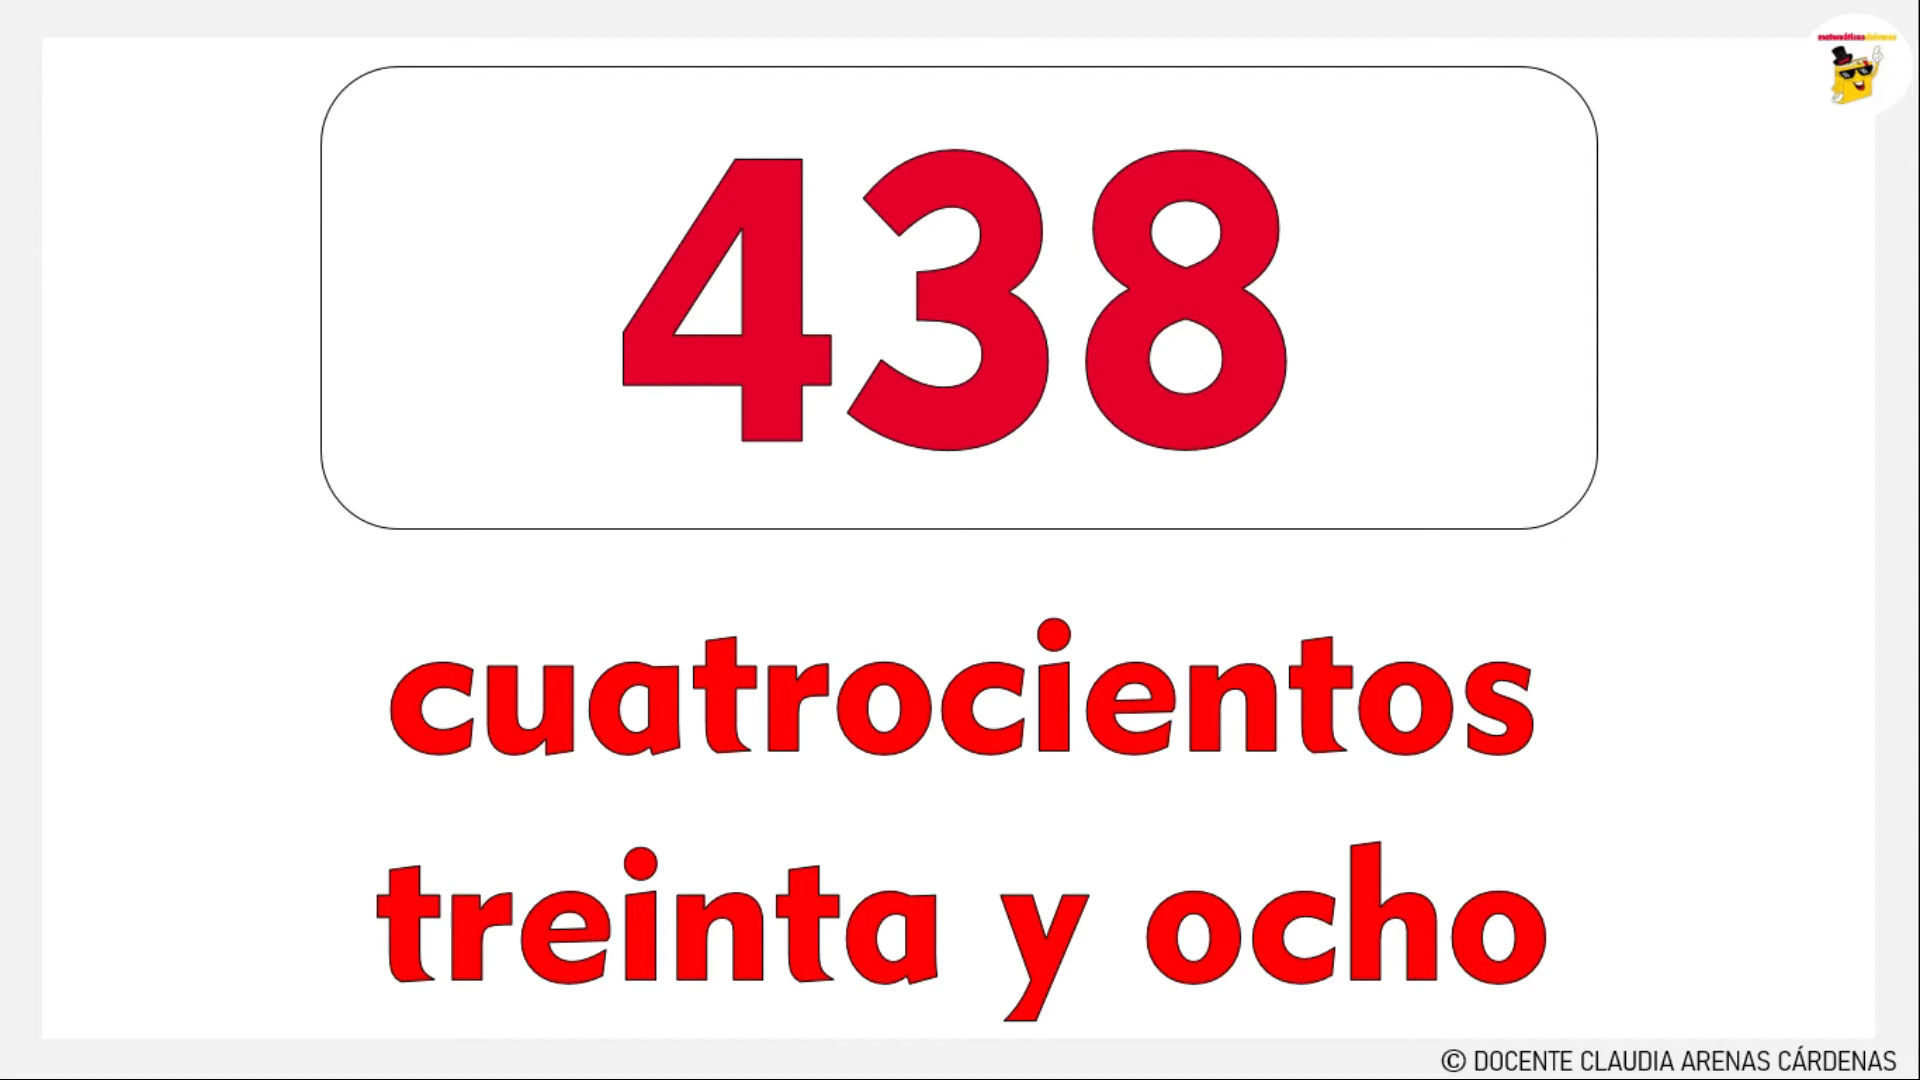 438
cuatrocientos
treinta y ocho
© DOCENTE CLAUDIA ARENAS CÁRDENAS